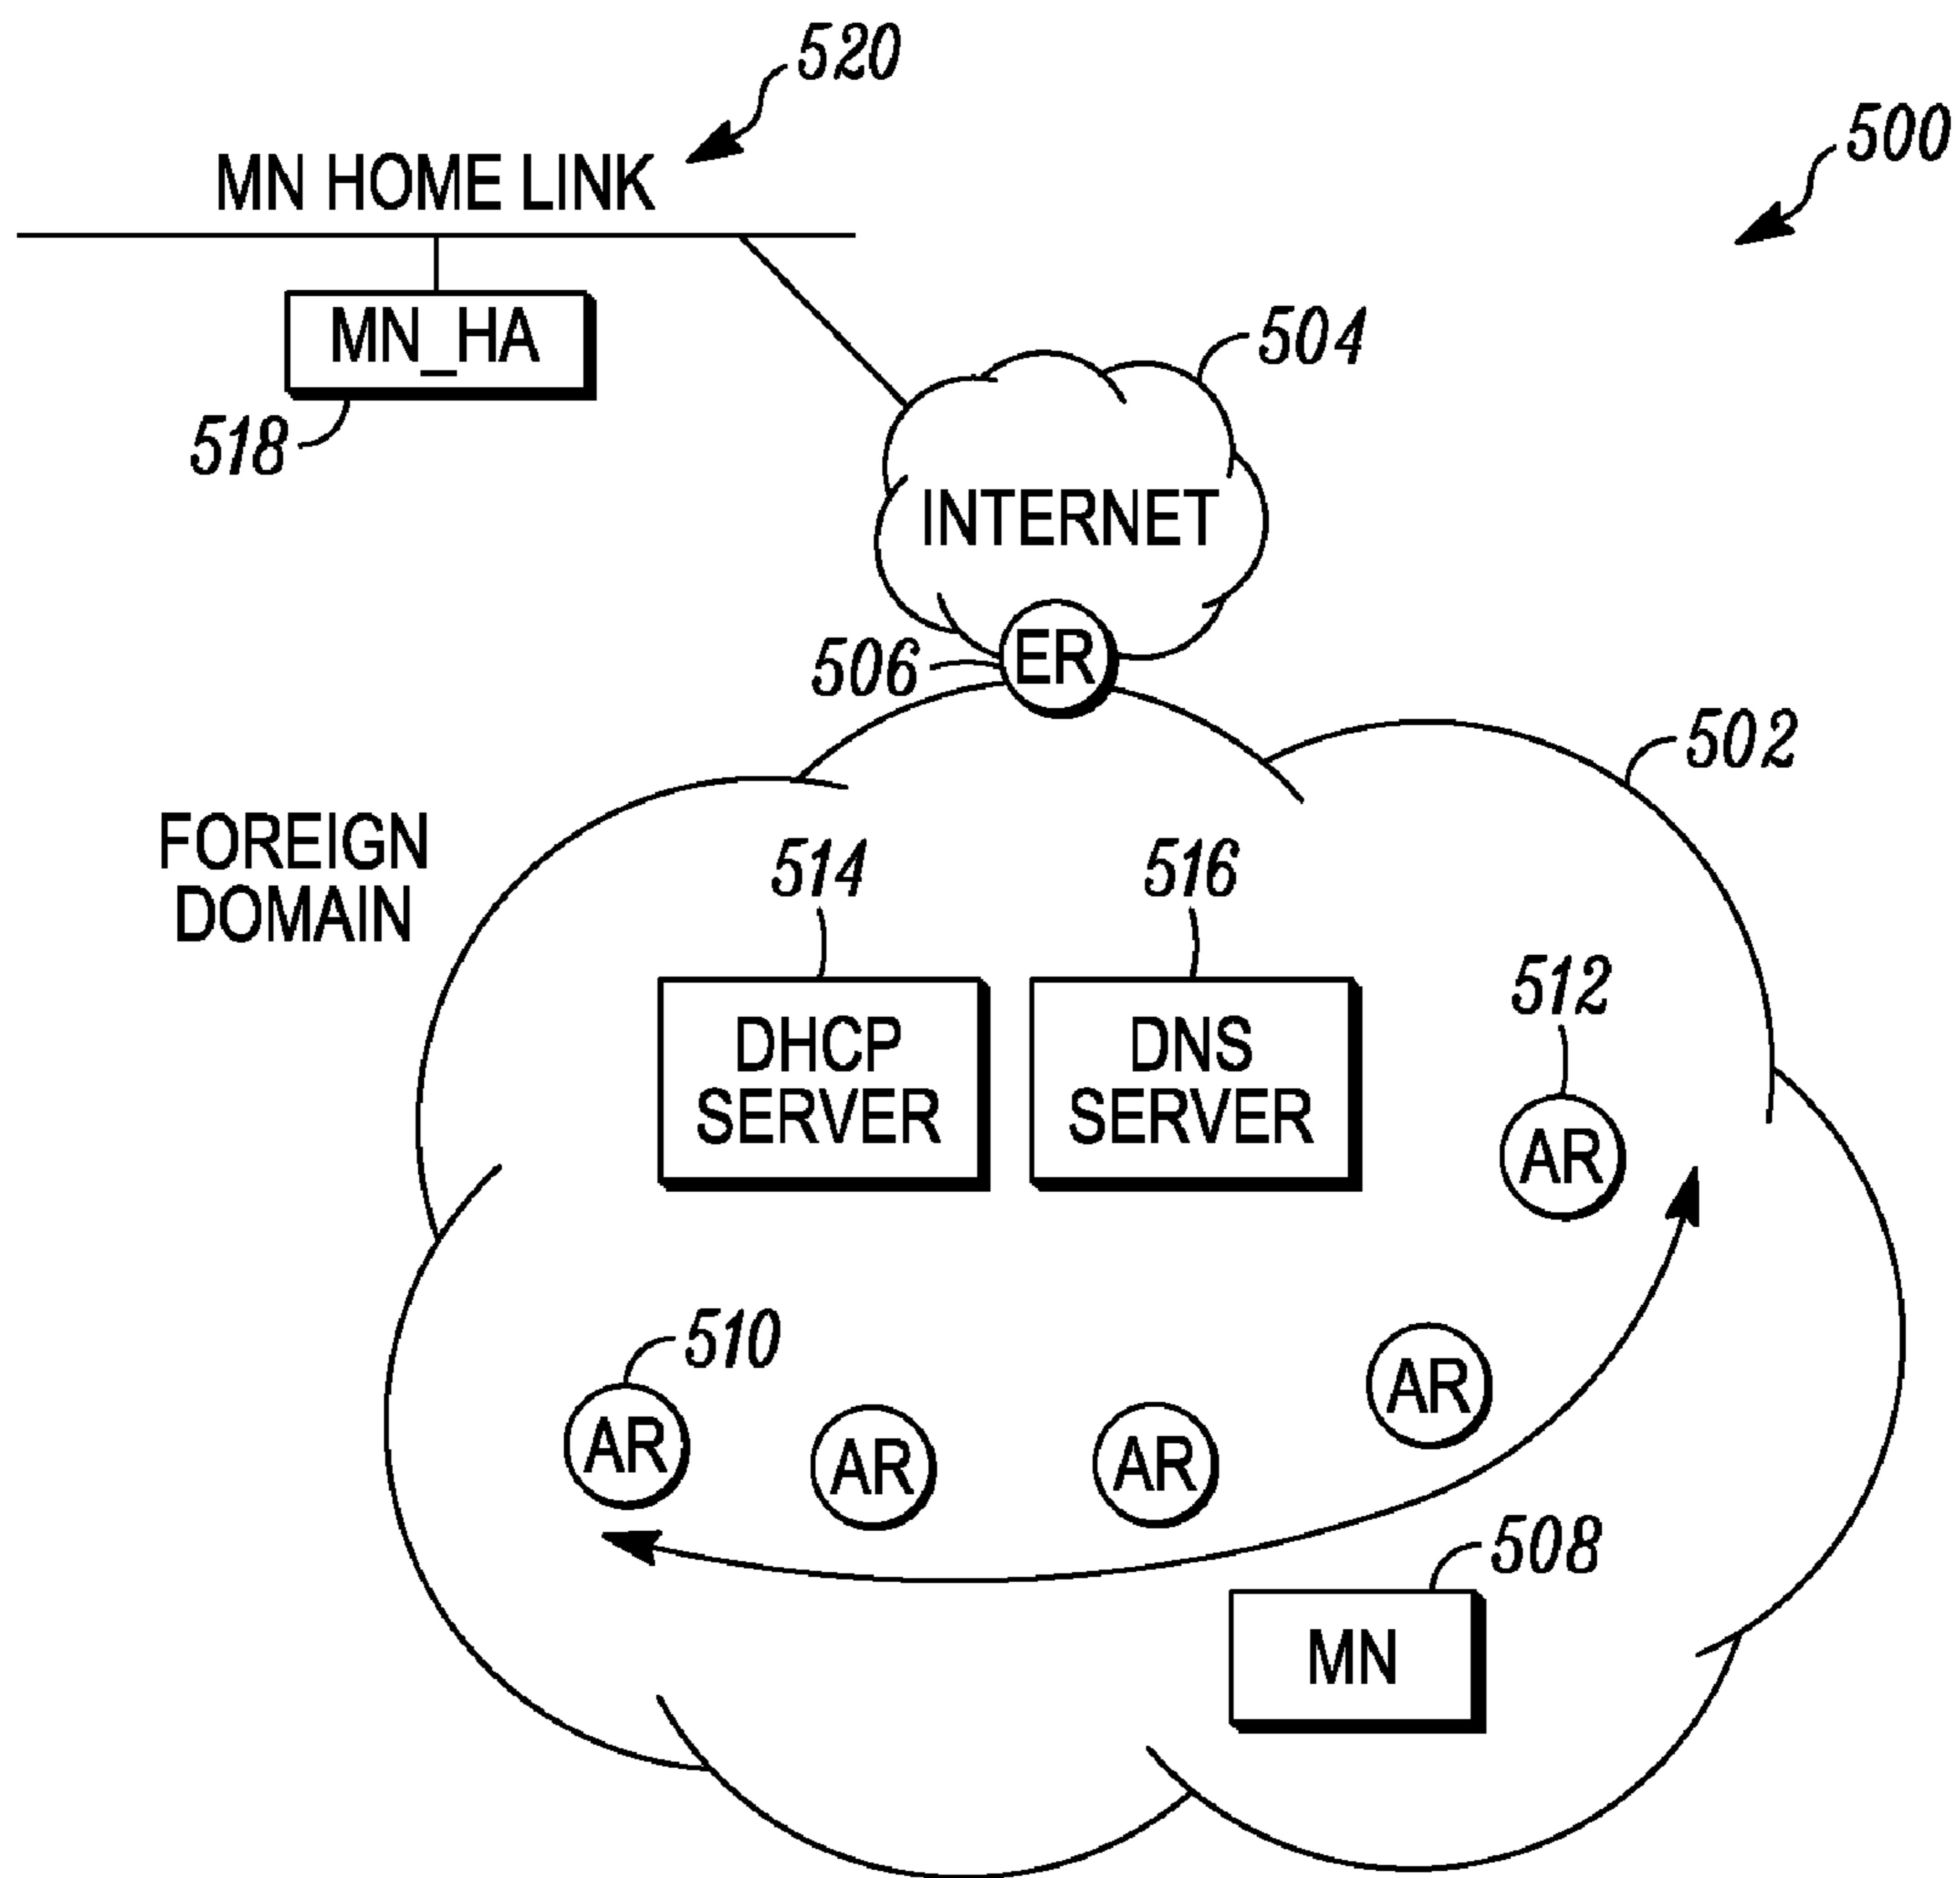 520
500
MN HOME LINK
MN_HA
504
518
INTERNET
506
ER
502
FOREIGN
DOMAIN
514
516
512
DHCP
SERVER
DNS
SERVER
AR
510
AR
AR
AR
AR
508
MN